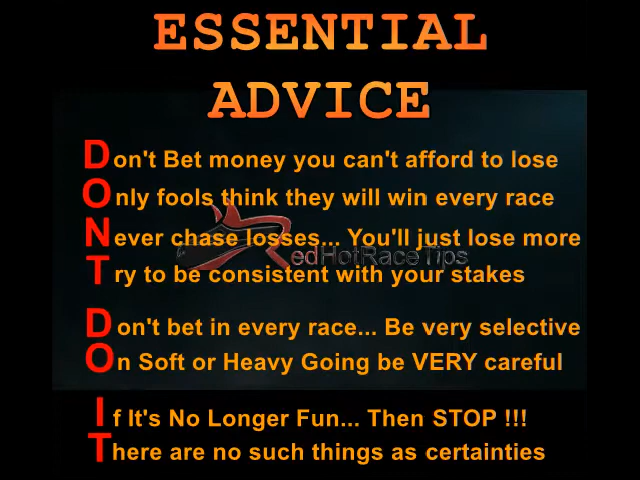 ESSENTIAL
ADVICE
Don't Bet money you can't afford to lose
Only fools think they will win every race
Never chase losses... You'll just lose more
RedHotRaceTips
Try to be consistent with your stakes
Don't bet in every race... Be very selective
On Soft or Heavy Going be VERY careful
If It's No Longer Fun... Then STOP !!!
There are no such things as certainties